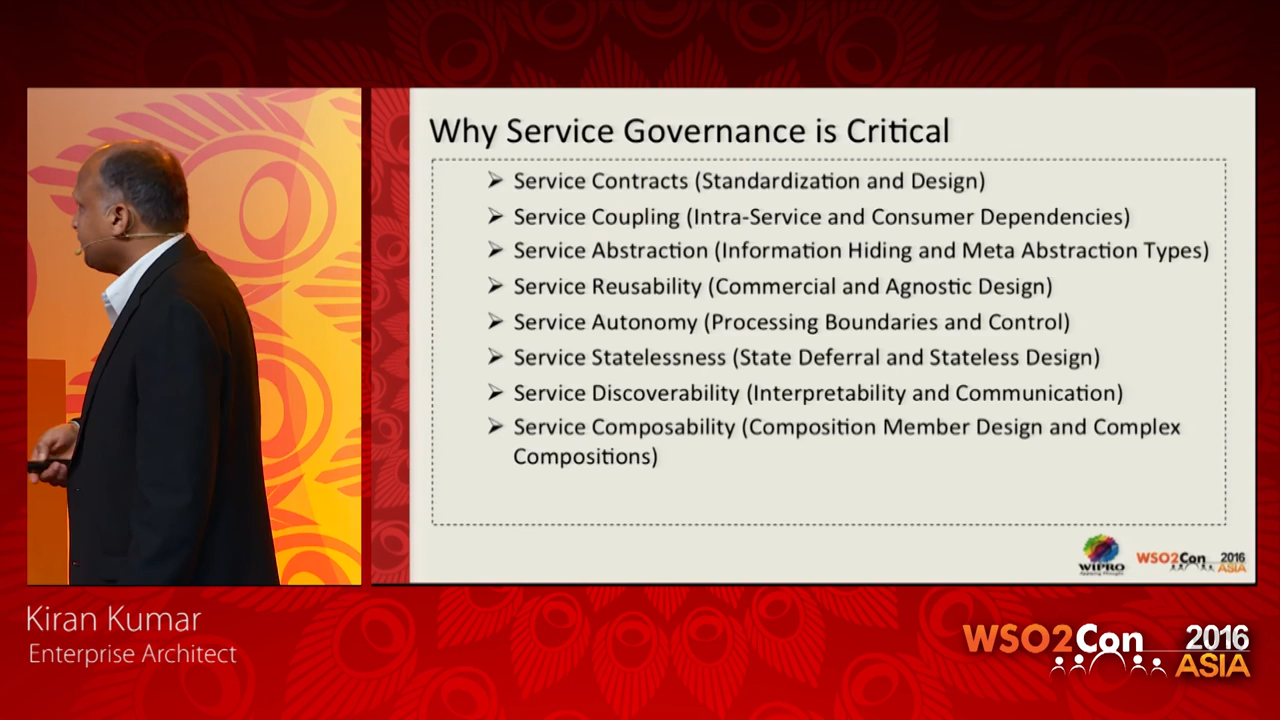 Why Service Governance is Critical
➢ Service Contracts (Standardization and Design)
➢ Service Coupling (Intra-Service and Consumer Dependencies)
➢ Service Abstraction (Information Hiding and Meta Abstraction Types)
➢ Service Reusability (Commercial and Agnostic Design)
➢ Service Autonomy (Processing Boundaries and Control)
➢ Service Statelessness (State Deferral and Stateless Design)
➢ Service Discoverability (Interpretability and Communication)
➢ Service Composability (Composition Member Design and Complex
Compositions)
WIPRO
Applying Thought
WSO2Con 2016
ASIA
Kiran Kumar
Enterprise Architect
WSO2Con 2016
ASIA